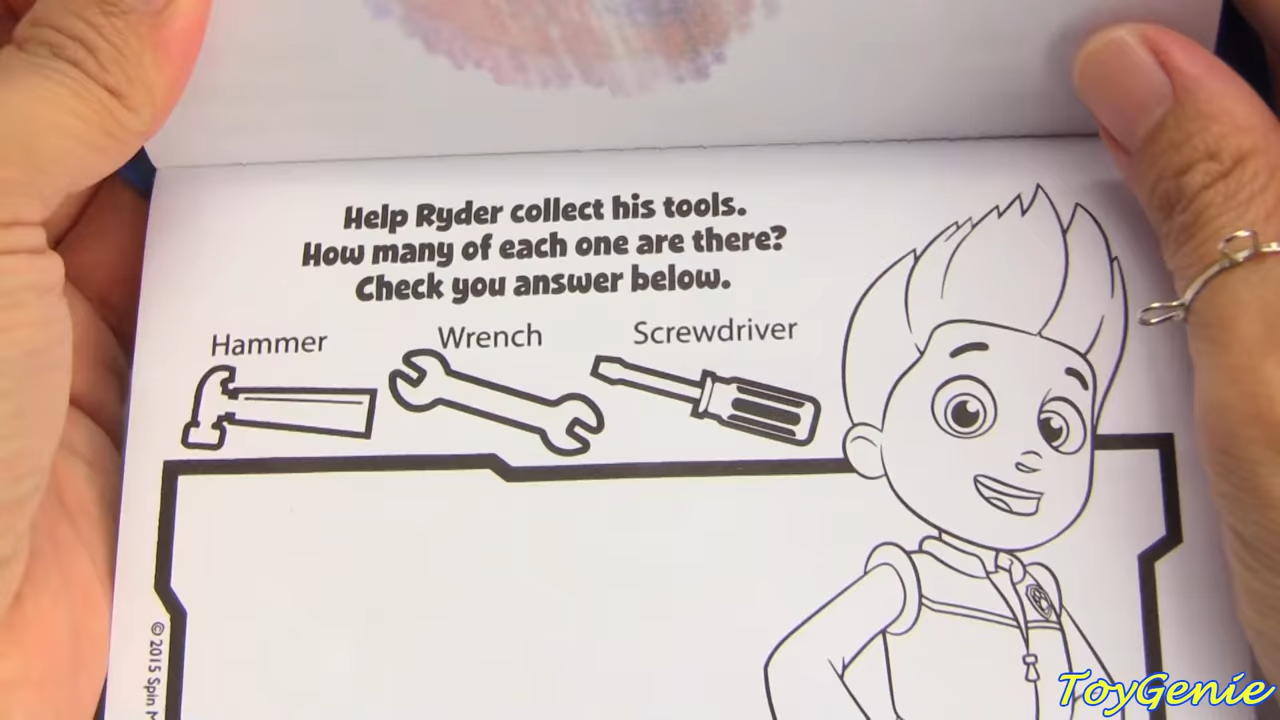 Help Ryder collect his tools.
How many of each one are there?
Check you answer below.
Hammer
Wrench
Screwdriver
© 2015 Spin
ToyGenie